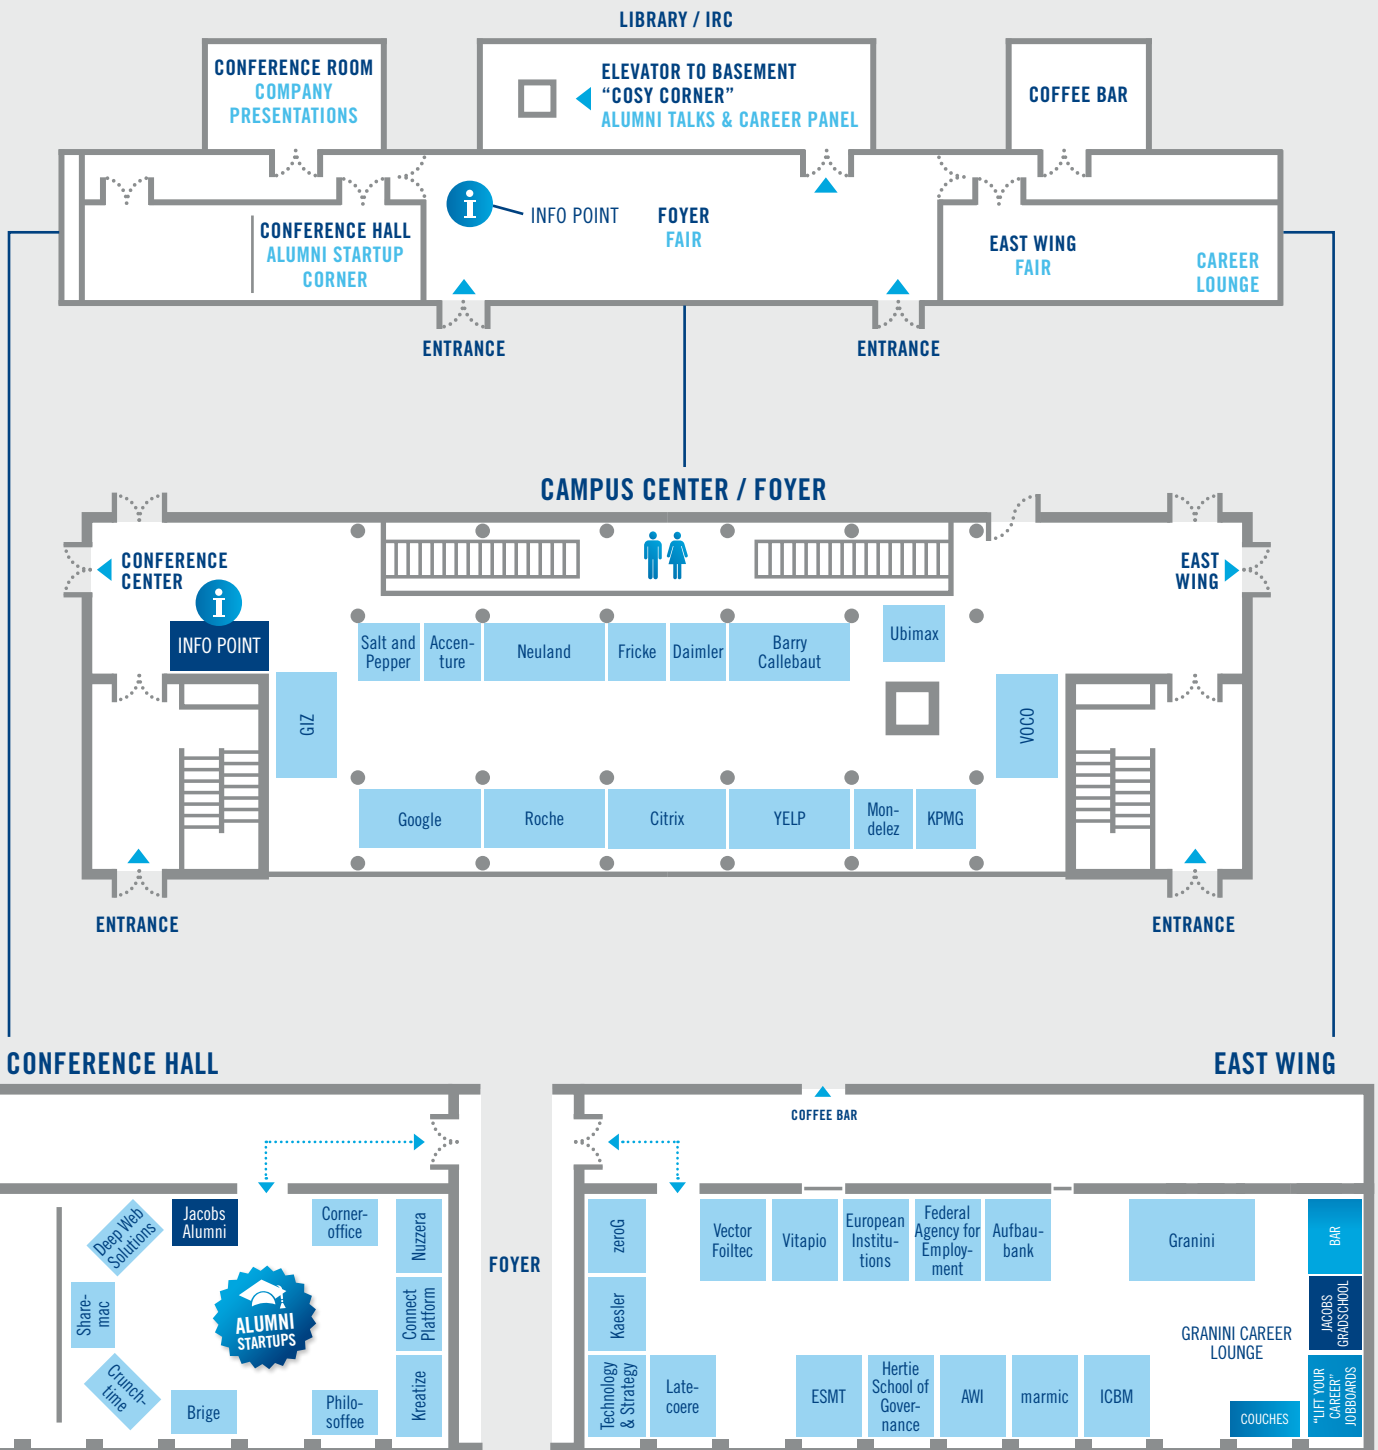 LIBRARY / IRC
CONFERENCE ROOM
COMPANY
PRESENTATIONS
ELEVATOR TO BASEMENT
“COSY CORNER”
ALUMNI TALKS & CAREER PANEL
COFFEE BAR
CONFERENCE HALL
ALUMNI STARTUP
CORNER
i
INFO POINT
FOYER
FAIR
EAST WING
FAIR
CAREER
LOUNGE
ENTRANCE
ENTRANCE
CAMPUS CENTER / FOYER
CONFERENCE
CENTER
i
INFO POINT
EAST
WING
Salt and
Pepper
Accen-
ture
Neuland
Fricke
Daimler
Barry
Callebaut
Ubimax
GIZ
VOCO
Google
Roche
Citrix
YELP
Mon-
delez
KPMG
ENTRANCE
ENTRANCE
CONFERENCE HALL
Deep Web
Solutions
Jacobs
Alumni
Corner-
office
Nuzzera
Share-
mac
ALUMNI
STARTUPS
Connect
Platform
Crunch-
time
Brige
Philo-
soffee
Kreatize
FOYER
EAST WING
COFFEE BAR
zeroG
Vector
Foiltec
Vitapio
European
Institu-
tions
Federal
Agency for
Employ-
ment
Aufbau-
bank
Granini
BAR
Kaesler
JACOBS
GRADSCHOOL
GRANINI CAREER
LOUNGE
Technology
& Strategy
Late-
coere
ESMT
Hertie
School of
Gover-
nance
AWI
marmic
ICBM
COUCHES
"LIFT YOUR
CAREER"
JOBBOARDS